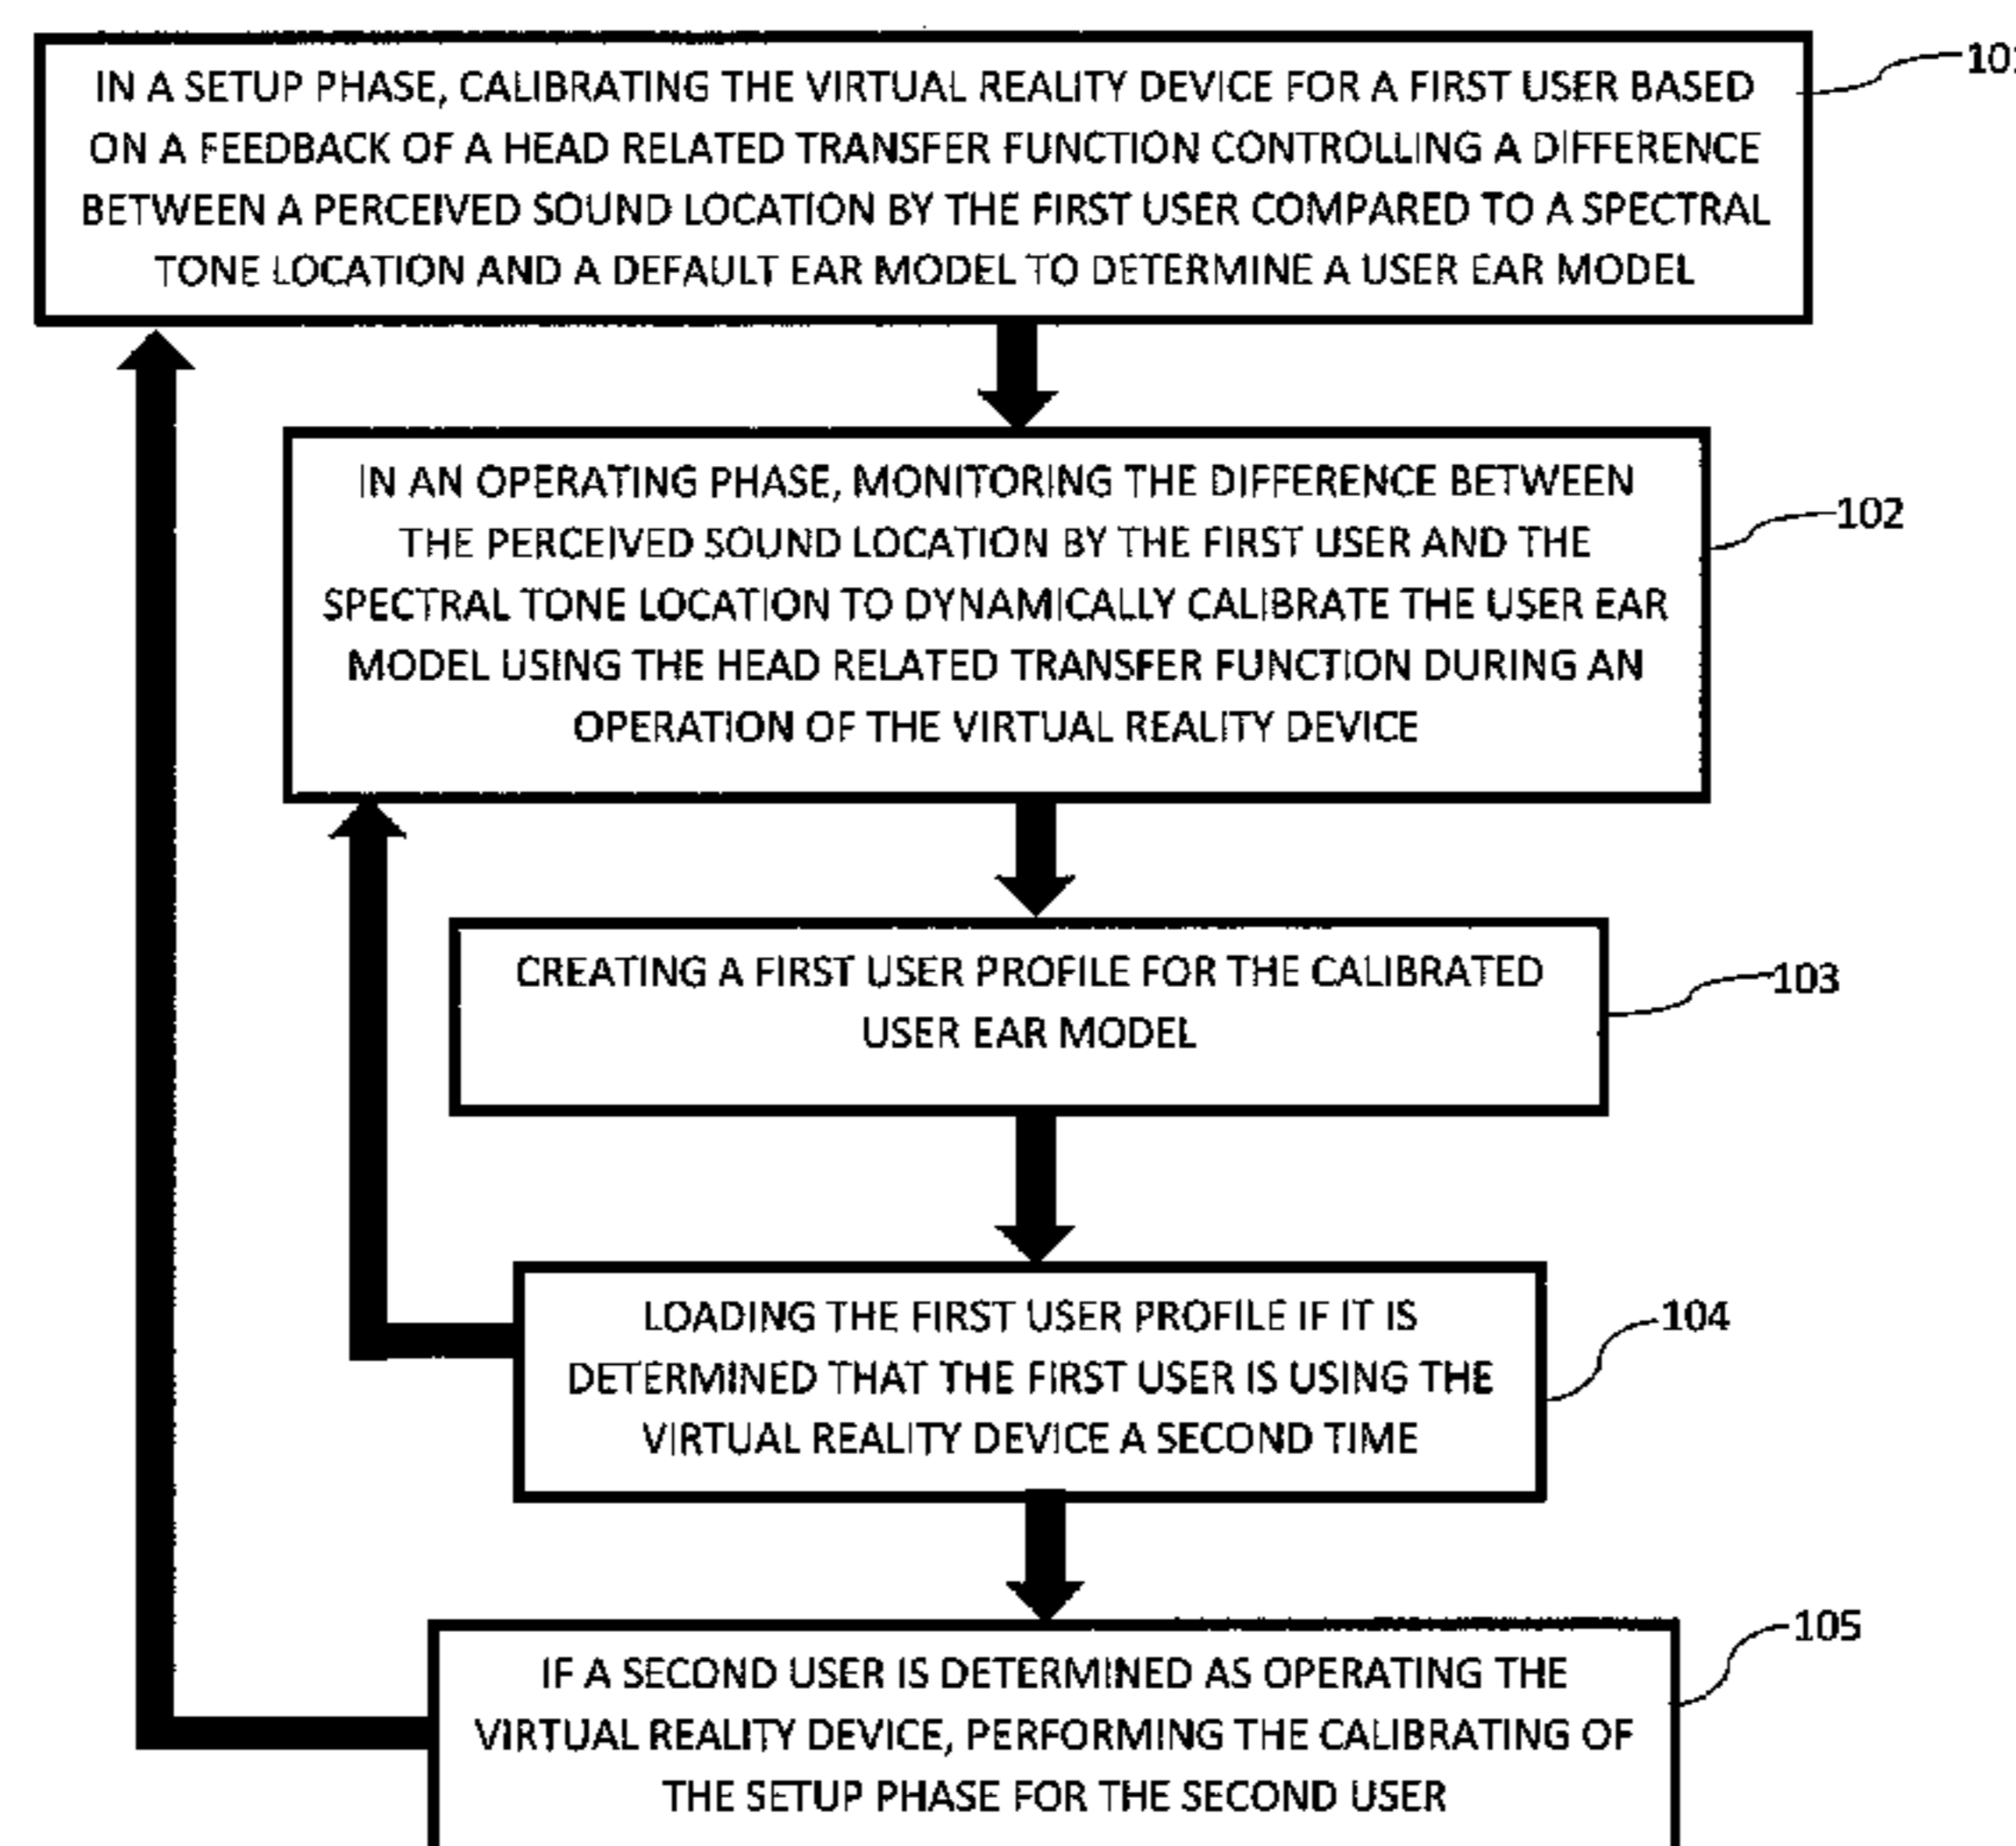 IN A SETUP PHASE, CALIBRATING THE VIRTUAL REALITY DEVICE FOR A FIRST USER BASED
ON A FEEDBACK OF A HEAD RELATED TRANSFER FUNCTION CONTROLLING A DIFFERENCE
BETWEEN A PERCEIVED SOUND LOCATION BY THE FIRST USER COMPARED TO A SPECTRAL
TONE LOCATION AND A DEFAULT EAR MODEL TO DETERMINE A USER EAR MODEL
101
IN AN OPERATING PHASE, MONITORING THE DIFFERENCE BETWEEN
THE PERCEIVED SOUND LOCATION BY THE FIRST USER AND THE
SPECTRAL TONE LOCATION TO DYNAMICALLY CALIBRATE THE USER EAR
MODEL USING THE HEAD RELATED TRANSFER FUNCTION DURING AN
OPERATION OF THE VIRTUAL REALITY DEVICE
102
CREATING A FIRST USER PROFILE FOR THE CALIBRATED
USER EAR MODEL
103
LOADING THE FIRST USER PROFILE IF IT IS
DETERMINED THAT THE FIRST USER IS USING THE
VIRTUAL REALITY DEVICE A SECOND TIME
104
IF A SECOND USER IS DETERMINED AS OPERATING THE
VIRTUAL REALITY DEVICE, PERFORMING THE CALIBRATING OF
THE SETUP PHASE FOR THE SECOND USER
105